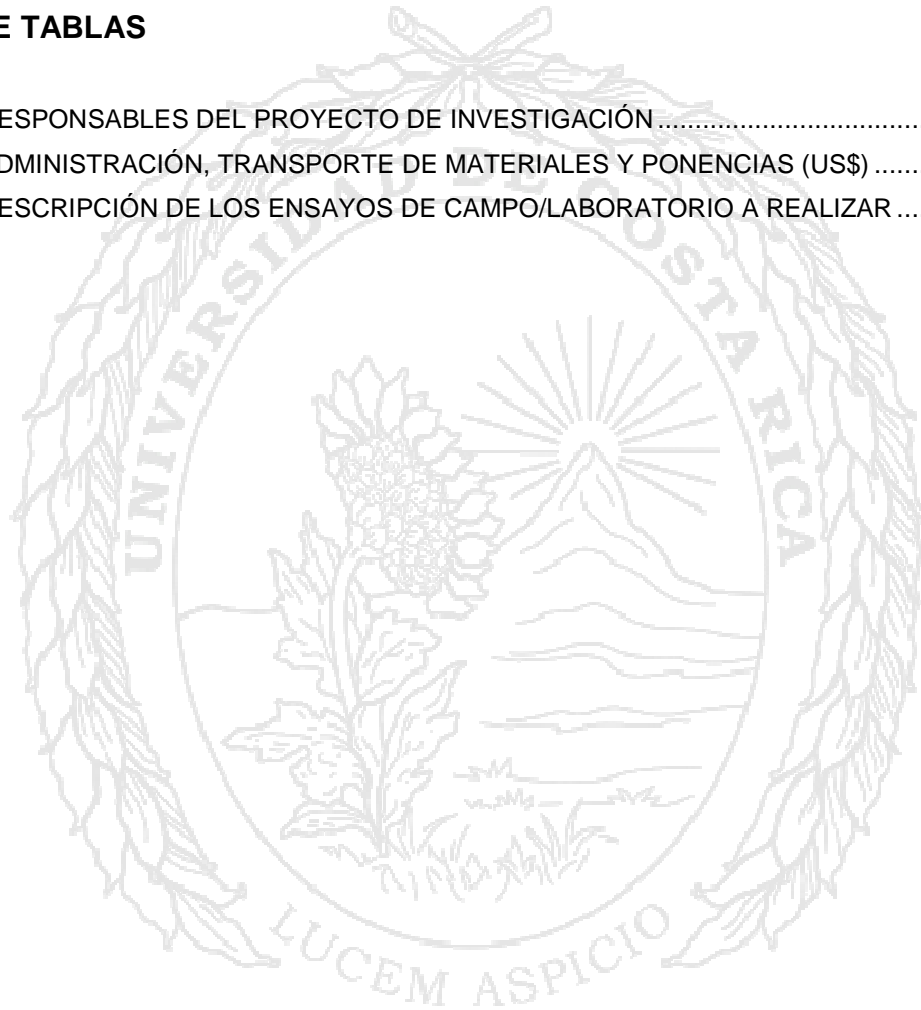 E TABLAS
ESPONSABLES DEL PROYECTO DE INVESTIGACIÓN...................................
DMINISTRACIÓN, TRANSPORTE DE MATERIALES Y PONENCIAS (US$) ......
ESCRIPCIÓN DE LOS ENSAYOS DE CAMPO/LABORATORIO A REALIZAR ...
UNIVERSIDAD DE COSTA RICA
LUCEM ASPICIO